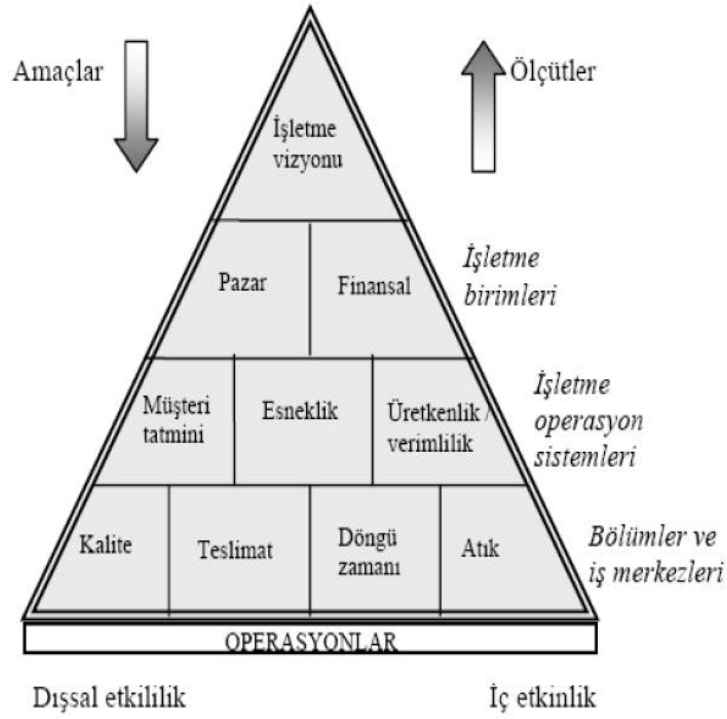 Amaçlar
Ölçütler
İşletme
vizyonu
Pazar
Finansal
İşletme
birimleri
Müşteri
tatmini
Esneklik
Üretkenlik /
verimlilik
İşletme
operasyon
sistemleri
Kalite
Teslimat
Döngü
zamanı
Atık
Bölümler ve
iş merkezleri
OPERASYONLAR
Dışsal etkililik
İç etkinlik